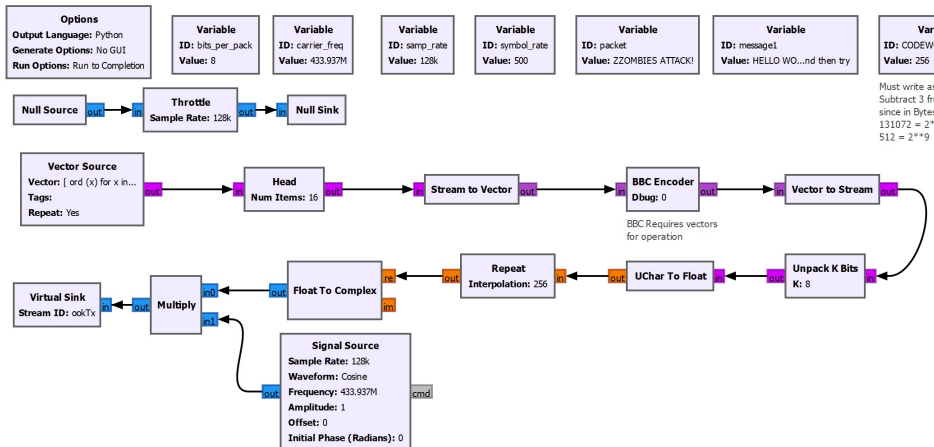 Options
Output Language: Python
Generate Options: No GUI
Run Options: Run to Completion
Variable
ID: bits_per_pack
Value: 8
Variable
ID: carrier_freq
Value: 433.937M
Variable
ID: samp_rate
Value: 128k
Variable
ID: symbol_rate
Value: 500
Variable
ID: packet
Value: ZZOMBIES ATTACK!
Variable
ID: message1
Value: HELLO WO...nd then try
Var
ID: CODEW
Value: 256
Must write as
Subtract 3 fr
since in Bytes
131072 = 2*
512 = 2**9
Null Source
out
in
Throttle
Sample Rate: 128k
out
in
Null Sink
Vector Source
Vector: [ ord (x) for x in...
Tags:
Repeat: Yes
out
in
Head
Num Items: 16
out
in
Stream to Vector
out
in
BBC Encoder
Dbug: 0
out
BBC Requires vectors
for operation
in
Vector to Stream
out
Virtual Sink
Stream ID: ookTx
in
out
Multiply
in0
in1
out
Float To Complex
re
im
out
Repeat
Interpolation: 256
in
out
UChar To Float
in
out
Unpack K Bits
K: 8
in
Signal Source
Sample Rate: 128k
Waveform: Cosine
Frequency: 433.937M
Amplitude: 1
Offset: 0
Initial Phase (Radians): 0
out
cmd